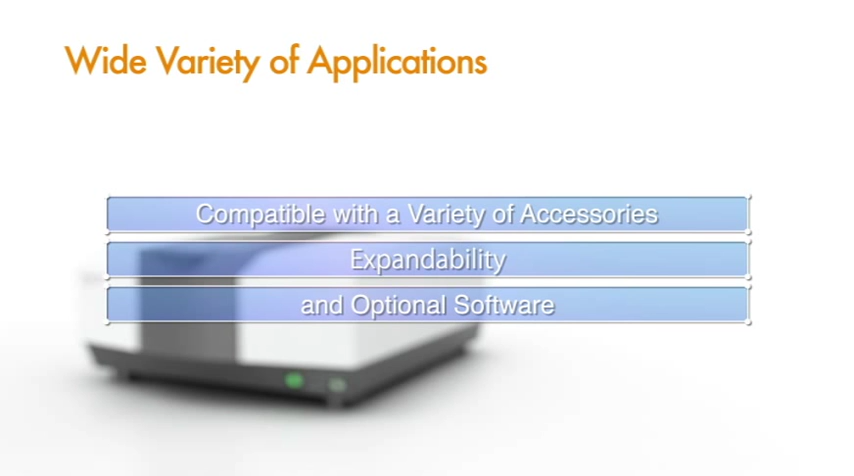 Wide Variety of Applications
Compatible with a Variety of Accessories
Expandability
and Optional Software